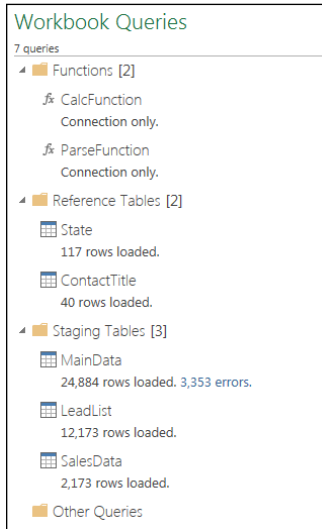 Workbook Queries
7 queries
Functions [2]
fx CalcFunction
Connection only.
fx ParseFunction
Connection only.
Reference Tables [2]
State
117 rows loaded.
ContactTitle
40 rows loaded.
Staging Tables [3]
MainData
24,884 rows loaded. 3,353 errors.
LeadList
12,173 rows loaded.
SalesData
2,173 rows loaded.
Other Queries